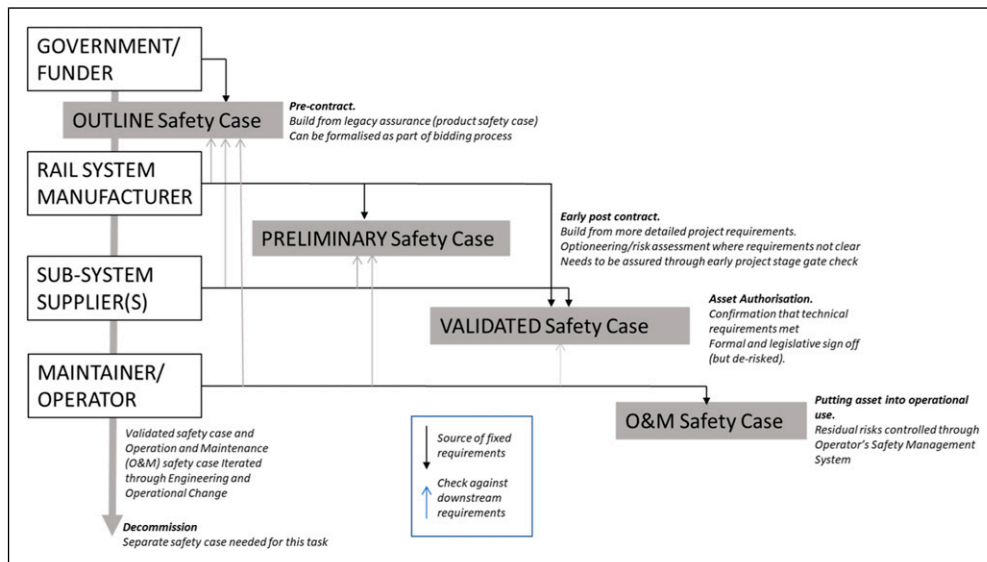 GOVERNMENT/
FUNDER
OUTLINE Safety Case
Pre-contract.
Build from legacy assurance (product safety case)
Can be formalised as part of bidding process
RAIL SYSTEM
MANUFACTURER
PRELIMINARY Safety Case
Early post contract.
Build from more detailed project requirements.
Optioneering/risk assessment where requirements not clear
Needs to be assured through early project stage gate check
SUB-SYSTEM
SUPPLIER(S)
VALIDATED Safety Case
Asset Authorisation.
Confirmation that technical
requirements met
Formal and legislative sign off
(but de-risked).
MAINTAINER/
OPERATOR
O&M Safety Case
Putting asset into operational
use.
Residual risks controlled through
Operator's Safety Management
System
Validated safety case and
Operation and Maintenance
(O&M) safety case Iterated
through Engineering and
Operational Change
Source of fixed
requirements
Check against
downstream
requirements
Decommission
Separate safety case needed for this task